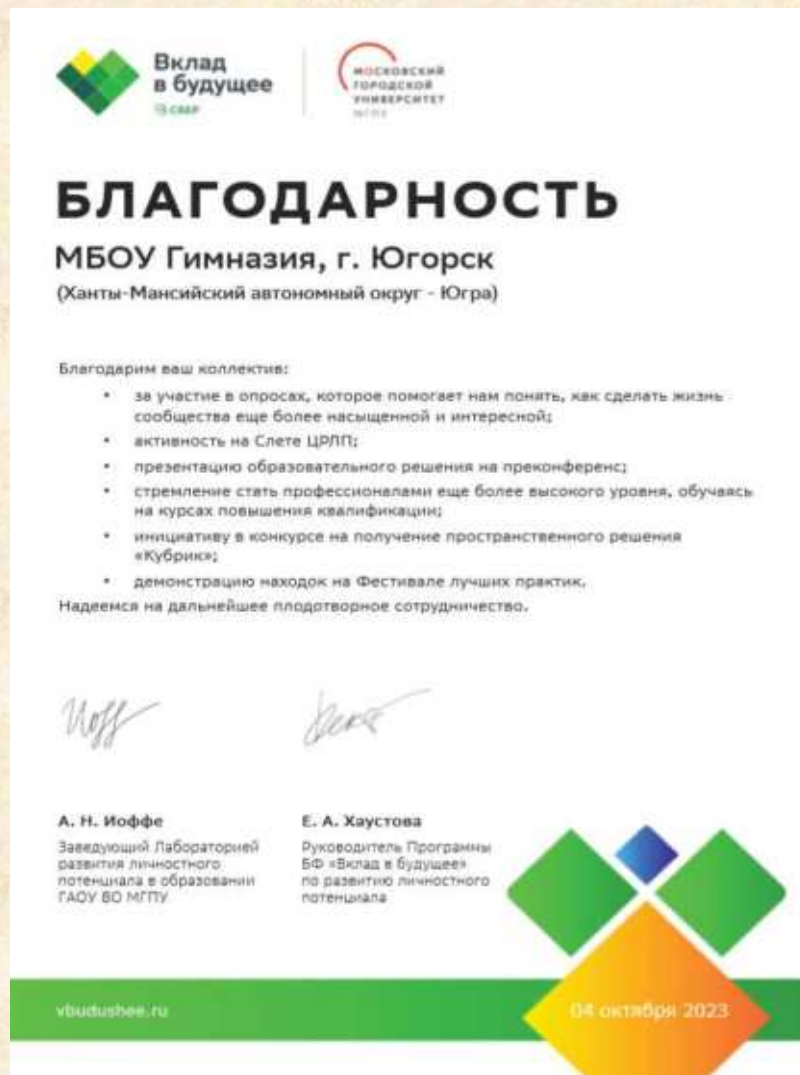 Вклад
в будущее
СБЕР
МОСКОВСКИЙ
ГОРОДСКОЙ
УНИВЕРСИТЕТ
МГПУ
БЛАГОДАРНОСТЬ
МБОУ Гимназия, г. Югорск
(Ханты-Мансийский автономный округ - Югра)
Благодарим ваш коллектив:
• за участие в опросах, которое помогает нам понять, как сделать жизнь
сообщества еще более насыщенной и интересной;
• активность на Слете ЦРЛП;
• презентацию образовательного решения на преконференс;
• стремление стать профессионалами еще более высокого уровня, обучаясь
на курсах повышения квалификации;
• инициативу в конкурсе на получение пространственного решения
«Кубрик»;
• демонстрацию находок на Фестивале лучших практик.
Надеемся на дальнейшее плодотворное сотрудничество.
А. Н. Иоффе
Заведующий Лабораторией
развития личностного
потенциала в образовании
ГАОУ ВО МГПУ
Е. А. Хаустова
Руководитель Программы
БФ «Вклад в будущее»
по развитию личностного
потенциала
vbudushee.ru
04 октября 2023